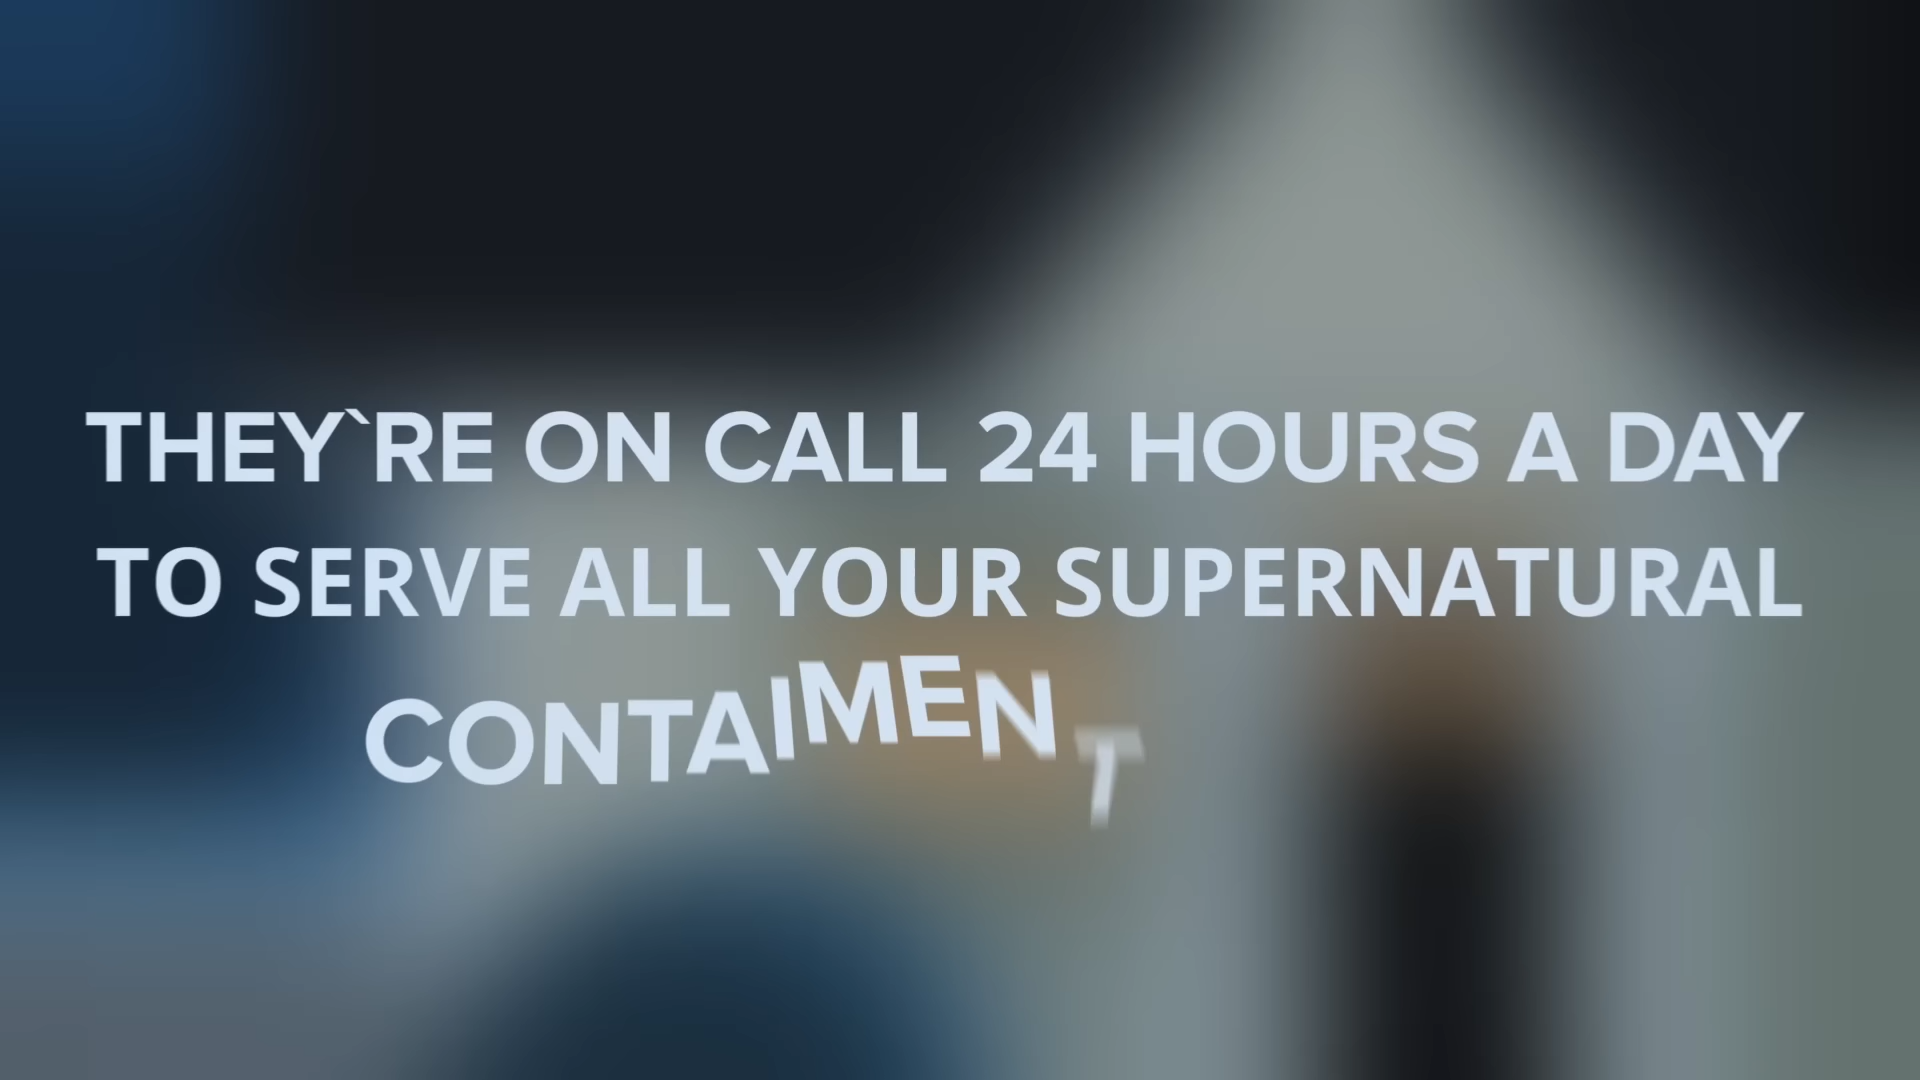 THEY`RE ON CALL 24 HOURS A DAY
TO SERVE ALL YOUR SUPERNATURAL
CONTAIMENT